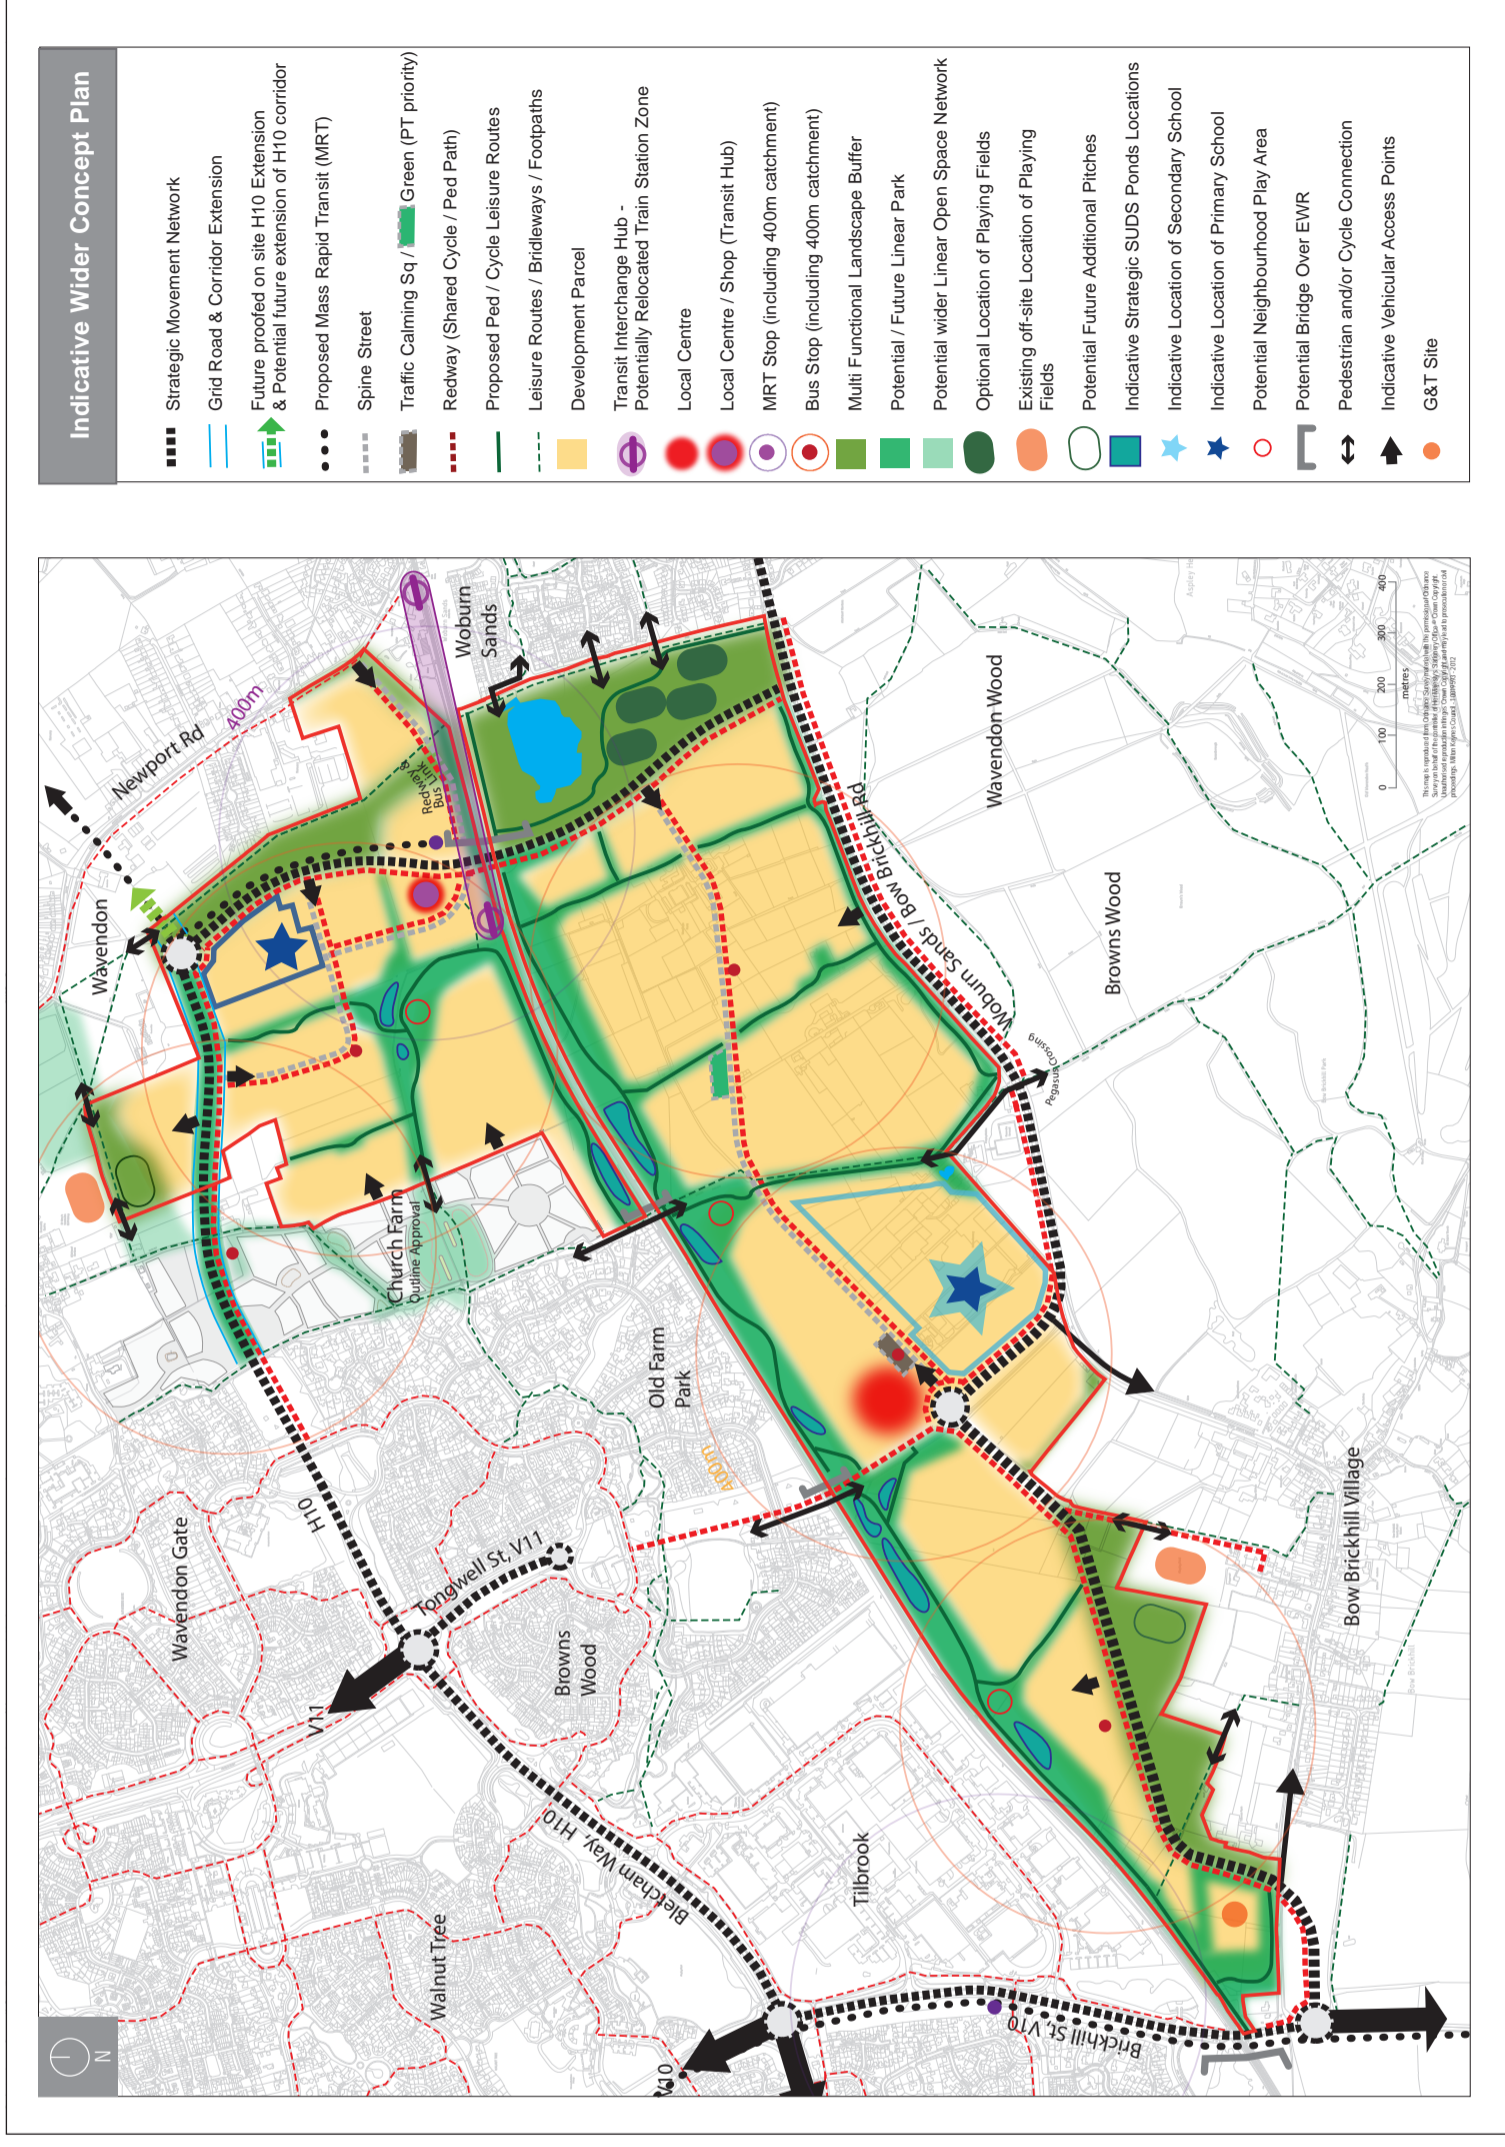 Indicative Wider Concept Plan
Strategic Movement Network
Grid Road & Corridor Extension
Future proofed on site H10 Extension
& Potential future extension of H10 corridor
Proposed Mass Rapid Transit (MRT)
Spine Street
Traffic Calming Sq / Green (PT priority)
Redway (Shared Cycle / Ped Path)
Proposed Ped / Cycle Leisure Routes
Leisure Routes / Bridleways / Footpaths
Development Parcel
Transit Interchange Hub -
Potentially Relocated Train Station Zone
Local Centre
Local Centre / Shop (Transit Hub)
MRT Stop (including 400m catchment)
Bus Stop (including 400m catchment)
Multi Functional Landscape Buffer
Potential / Future Linear Park
Potential wider Linear Open Space Network
Optional Location of Playing Fields
Existing off-site Location of Playing
Fields
Potential Future Additional Pitches
Indicative Strategic SUDS Ponds Locations
Indicative Location of Secondary School
Indicative Location of Primary School
Potential Neighbourhood Play Area
Potential Bridge Over EWR
Pedestrian and/or Cycle Connection
Indicative Vehicular Access Points
G&T Site
N
Wavendon Gate
V11
H10
Tongwell St, V11
Browns
Wood
Walnut Tree
Bletcham Way, H10
V10
Tilbrook
Brickhill St, V10
Wavendon
Newport Rd
400m
Redway &
Bus Link
Woburn
Sands
Church Farm
Outline Approval
Old Farm
Park
400m
Woburn Sands / Bow Brickhill Rd
Wavendon Wood
Browns Wood
Pegasus Crossing
Bow Brickhill Village
Aspley He
0 100 200 300 400
metres